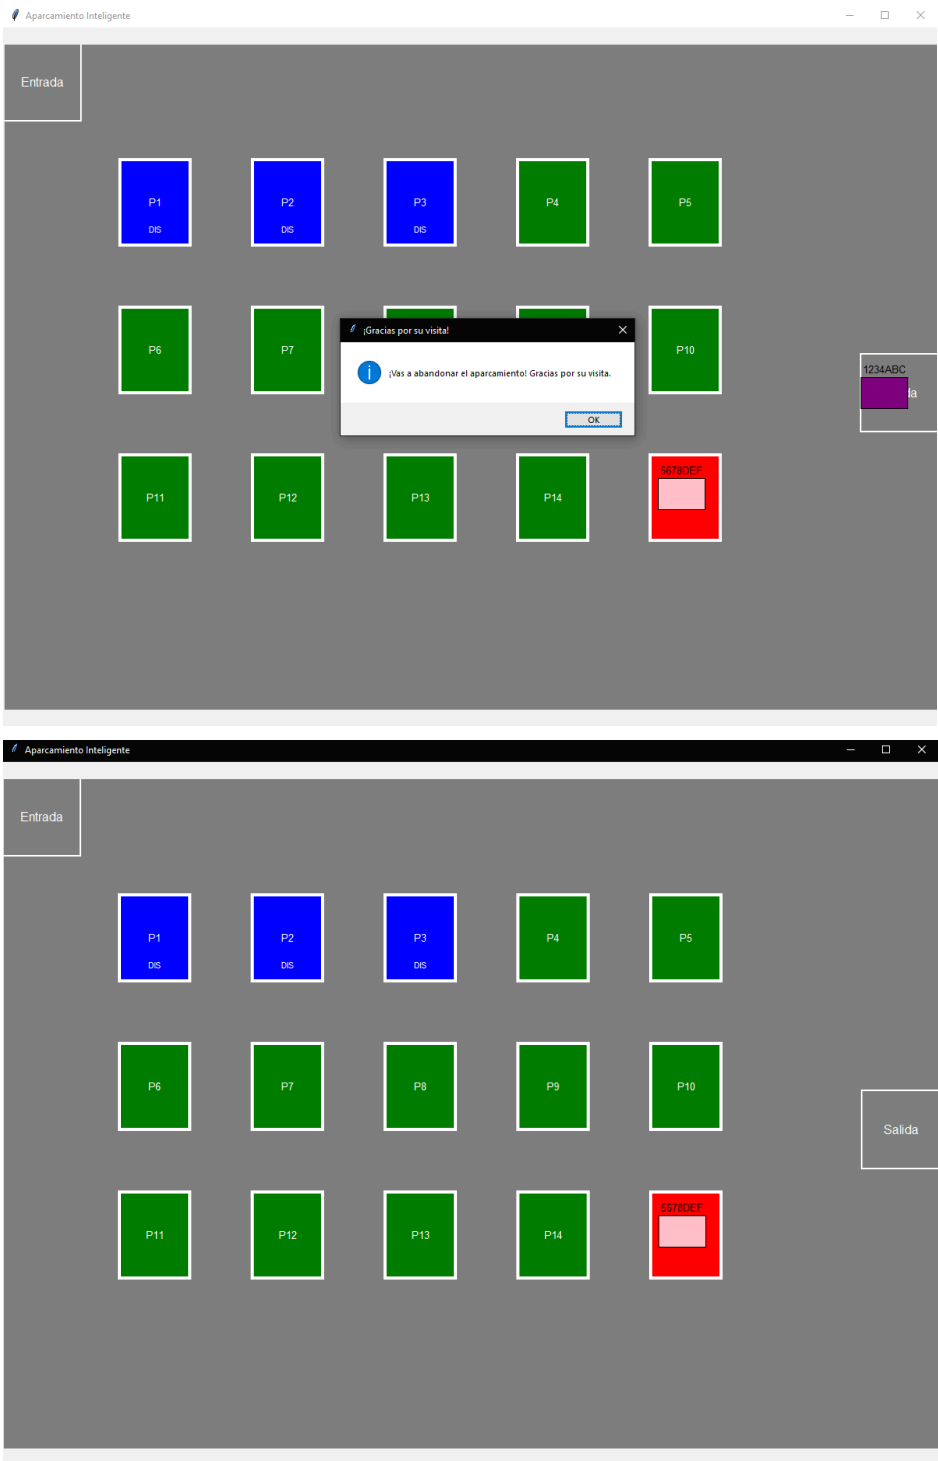 Aparcamiento Inteligente
Entrada
P1 P2 P3 P4 P5
DIS DIS DIS
¡Gracias por su visita!
P6 P7 P10
¡Vas a abandonar el aparcamiento! Gracias por su visita.
1234ABC
da
OK
5678DEF
P11 P12 P13 P14
Aparcamiento Inteligente
Entrada
P1 P2 P3 P4 P5
DIS DIS DIS
P6 P7 P8 P9 P10
Salida
5678DEF
P11 P12 P13 P14